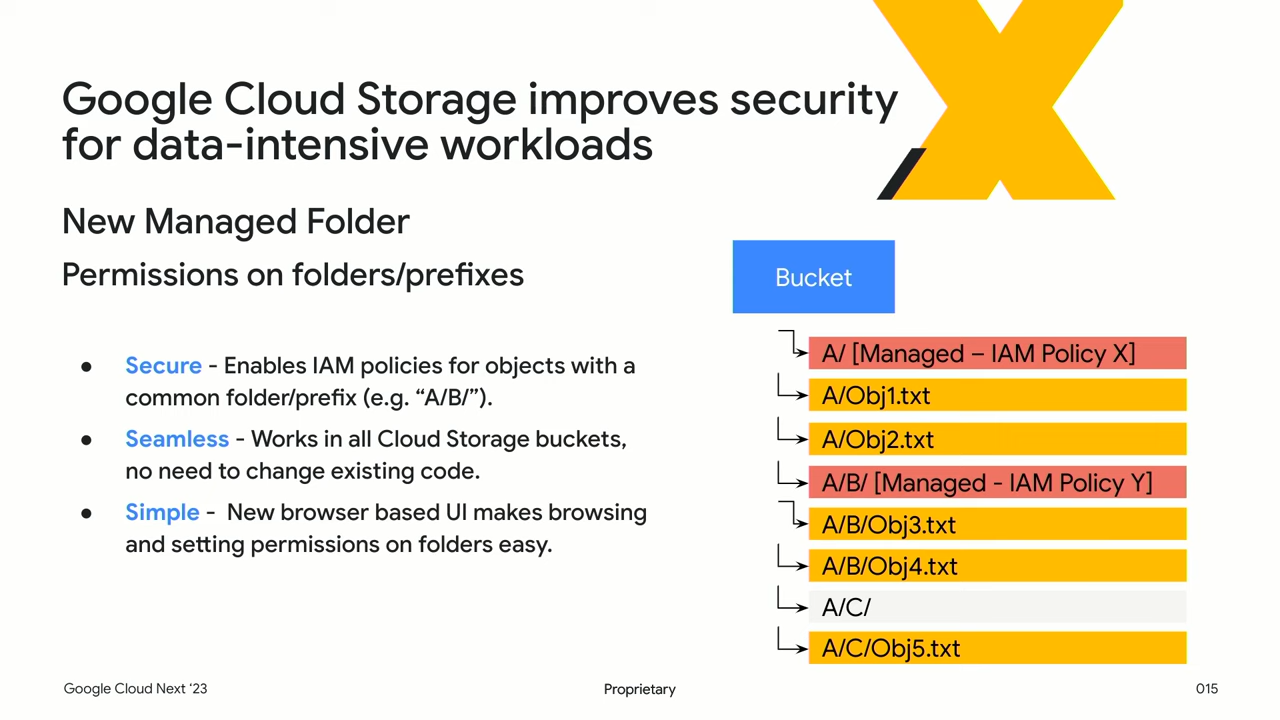 Google Cloud Storage improves security
for data-intensive workloads
New Managed Folder
Permissions on folders/prefixes
● Secure - Enables IAM policies for objects with a
common folder/prefix (e.g. “A/B/”).
● Seamless - Works in all Cloud Storage buckets,
no need to change existing code.
● Simple - New browser based UI makes browsing
and setting permissions on folders easy.
Bucket
A/ [Managed – IAM Policy X]
A/Obj1.txt
A/Obj2.txt
A/B/ [Managed - IAM Policy Y]
A/B/Obj3.txt
A/B/Obj4.txt
A/C/
A/C/Obj5.txt
Google Cloud Next ‘23
Proprietary
015